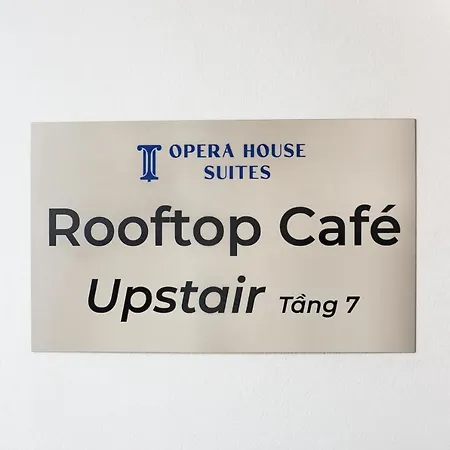 OPERA HOUSE
SUITES
Rooftop Café
Upstair Tầng 7